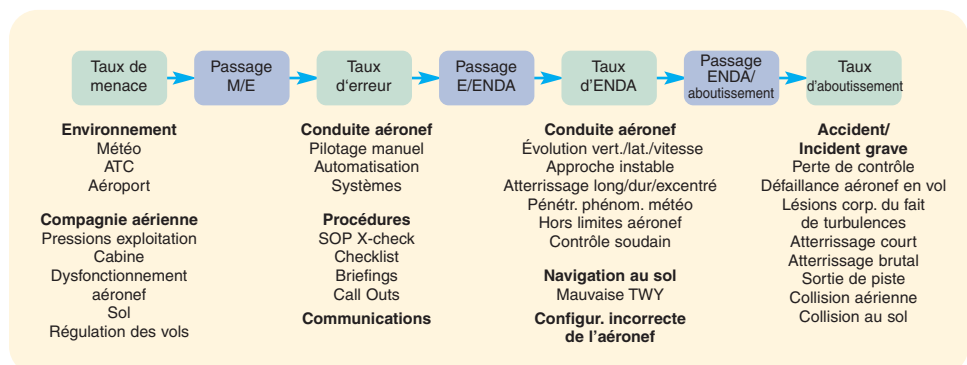 Taux de
menace
Passage
M/E
Taux
d'erreur
Passage
E/ENDA
Taux
d'ENDA
Passage
ENDA/
aboutissement
Taux
d'aboutissement
Environnement
Météo
ATC
Aéroport
Compagnie aérienne
Pressions exploitation
Cabine
Dysfonctionnement
aéronef
Sol
Régulation des vols
Conduite aéronef
Pilotage manuel
Automatisation
Systèmes
Procédures
SOP X-check
Checklist
Briefings
Call Outs
Communications
Conduite aéronef
Évolution vert./lat./vitesse
Approche instable
Atterrissage long/dur/excentré
Pénétr. phénom. météo
Hors limites aéronef
Contrôle soudain
Navigation au sol
Mauvaise TWY
Configur. incorrecte
de l'aéronef
Accident/
Incident grave
Perte de contrôle
Défaillance aéronef en vol
Lésions corp. du fait
de turbulences
Atterrissage court
Atterrissage brutal
Sortie de piste
Collision aérienne
Collision au sol